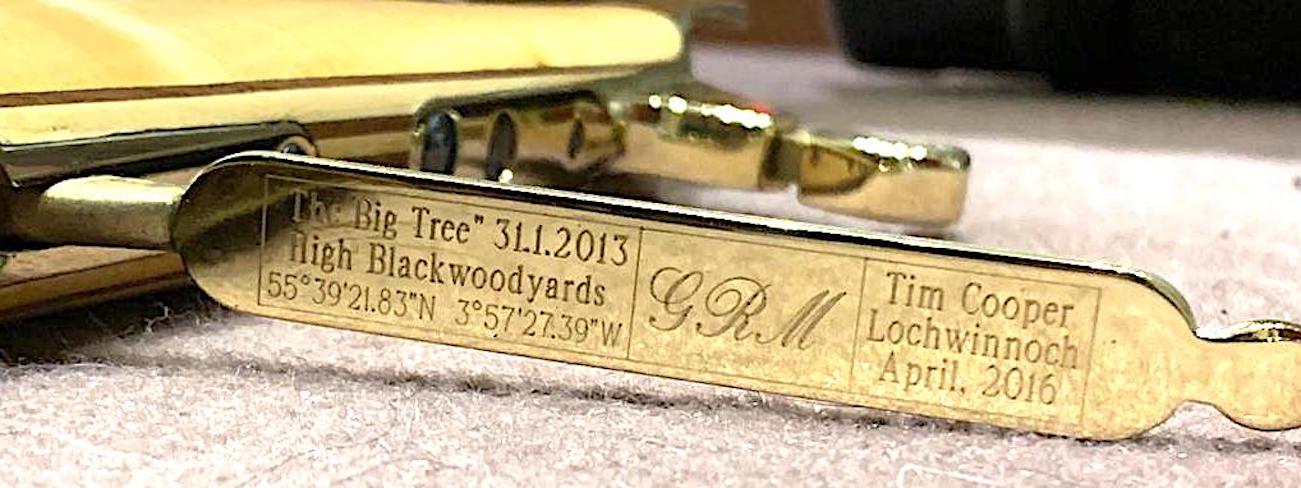 The Big Tree" 31.1.2013
High Blackwoodyards
55°39'21.83"N 3°57'27.39"W
GRM
Tim Cooper
Lochwinnoch
April, 2016